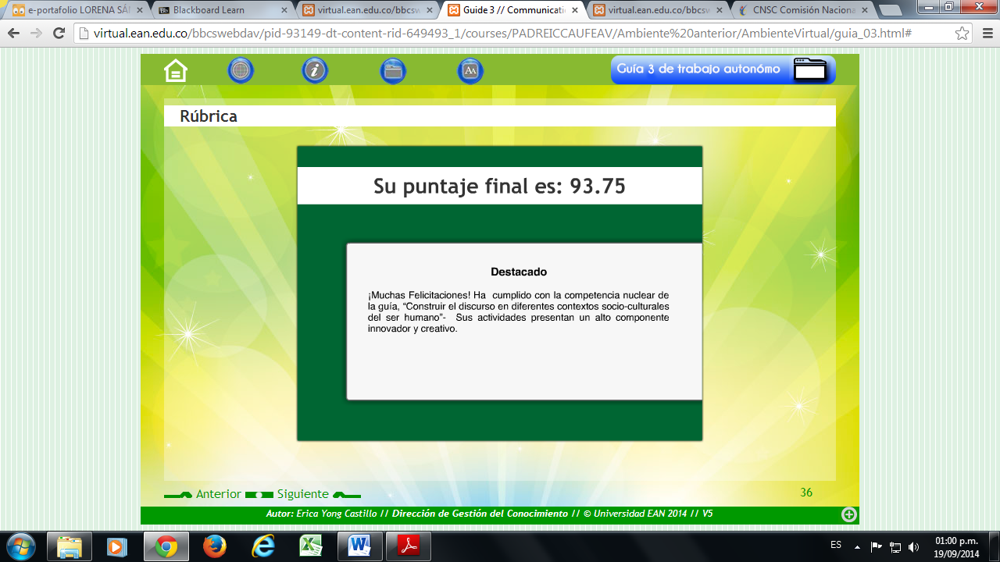 e-portafolio LORENA SÁ
Blackboard Learn
virtual.ean.edu.co/bbcsw
Guide 3 // Communicati
virtual.ean.edu.co/bbcsw
CNSC Comisión Naciona
virtual.ean.edu.co/bbcswebdav/pid-93149-dt-content-rid-649493_1/courses/PADREICCAUFEAV/Ambiente%20anterior/AmbienteVirtual/guia_03.html#
Guía 3 de trabajo autonómo
Rúbrica
Su puntaje final es: 93.75
Destacado
¡Muchas Felicitaciones! Ha cumplido con la competencia nuclear de
la guía, “Construir el discurso en diferentes contextos socio-culturales
del ser humano”- Sus actividades presentan un alto componente
innovador y creativo.
Anterior Siguiente
36
Autor: Erica Yong Castillo // Dirección de Gestión del Conocimiento // © Universidad EAN 2014 // V5
ES
01:00 p.m.
19/09/2014